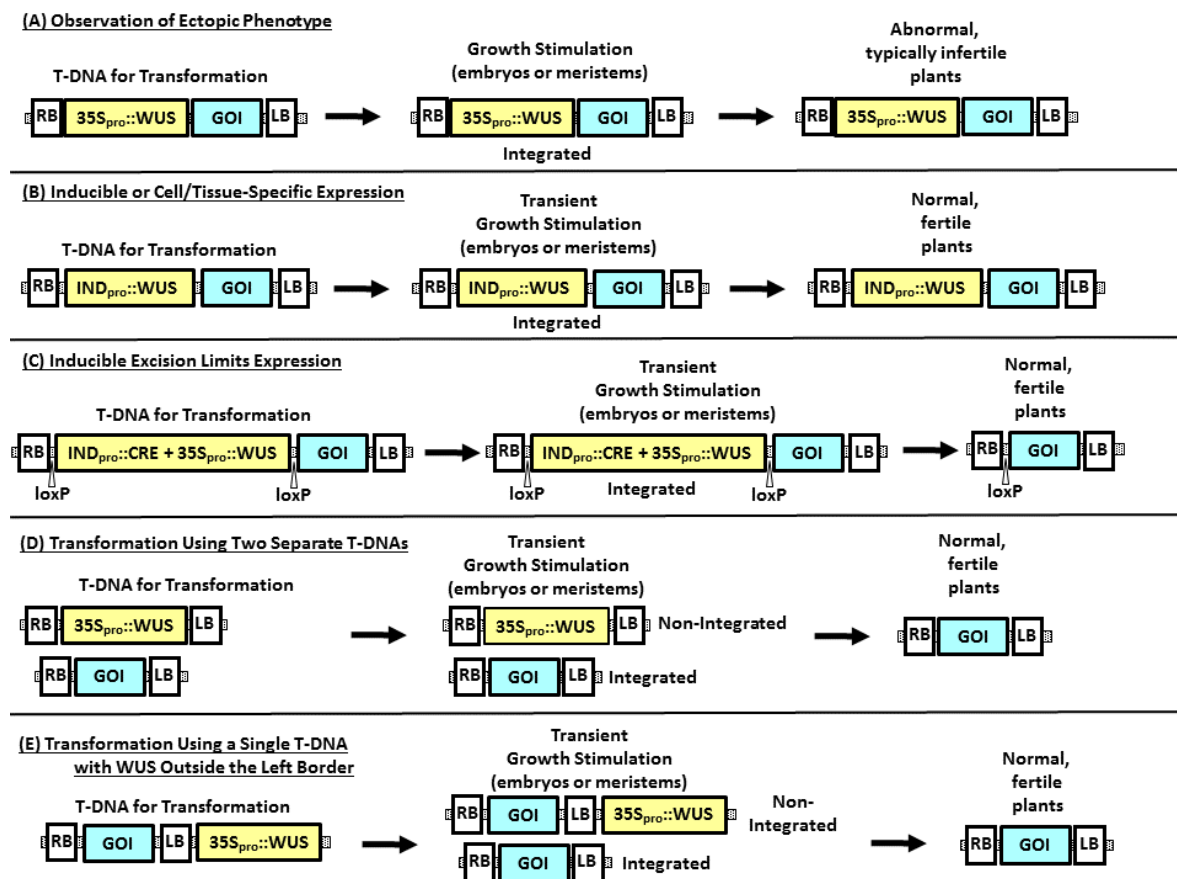 (A) Observation of Ectopic Phenotype
T-DNA for Transformation
RB 35Spro::WUS GOI LB
Growth Stimulation
(embryos or meristems)
RB 35Spro::WUS GOI LB
Integrated
Abnormal,
typically infertile
plants
RB 35Spro::WUS GOI LB
(B) Inducible or Cell/Tissue-Specific Expression
T-DNA for Transformation
RB INDpro::WUS GOI LB
Transient
Growth Stimulation
(embryos or meristems)
RB INDpro::WUS GOI LB
Integrated
Normal,
fertile
plants
RB INDpro::WUS GOI LB
(C) Inducible Excision Limits Expression
T-DNA for Transformation
RB INDpro::CRE + 35Spro::WUS GOI LB
loxP loxP
Transient
Growth Stimulation
(embryos or meristems)
RB INDpro::CRE + 35Spro::WUS GOI LB
loxP Integrated loxP
Normal,
fertile
plants
RB GOI LB
loxP
(D) Transformation Using Two Separate T-DNAs
T-DNA for Transformation
RB 35Spro::WUS LB
RB GOI LB
Transient
Growth Stimulation
(embryos or meristems)
RB 35Spro::WUS LB Non-Integrated
RB GOI LB Integrated
Normal,
fertile
plants
RB GOI LB
(E) Transformation Using a Single T-DNA
with WUS Outside the Left Border
T-DNA for Transformation
RB GOI LB 35Spro::WUS
Transient
Growth Stimulation
(embryos or meristems)
RB GOI LB 35Spro::WUS
Non-
Integrated
RB GOI LB Integrated
Normal,
fertile
plants
RB GOI LB